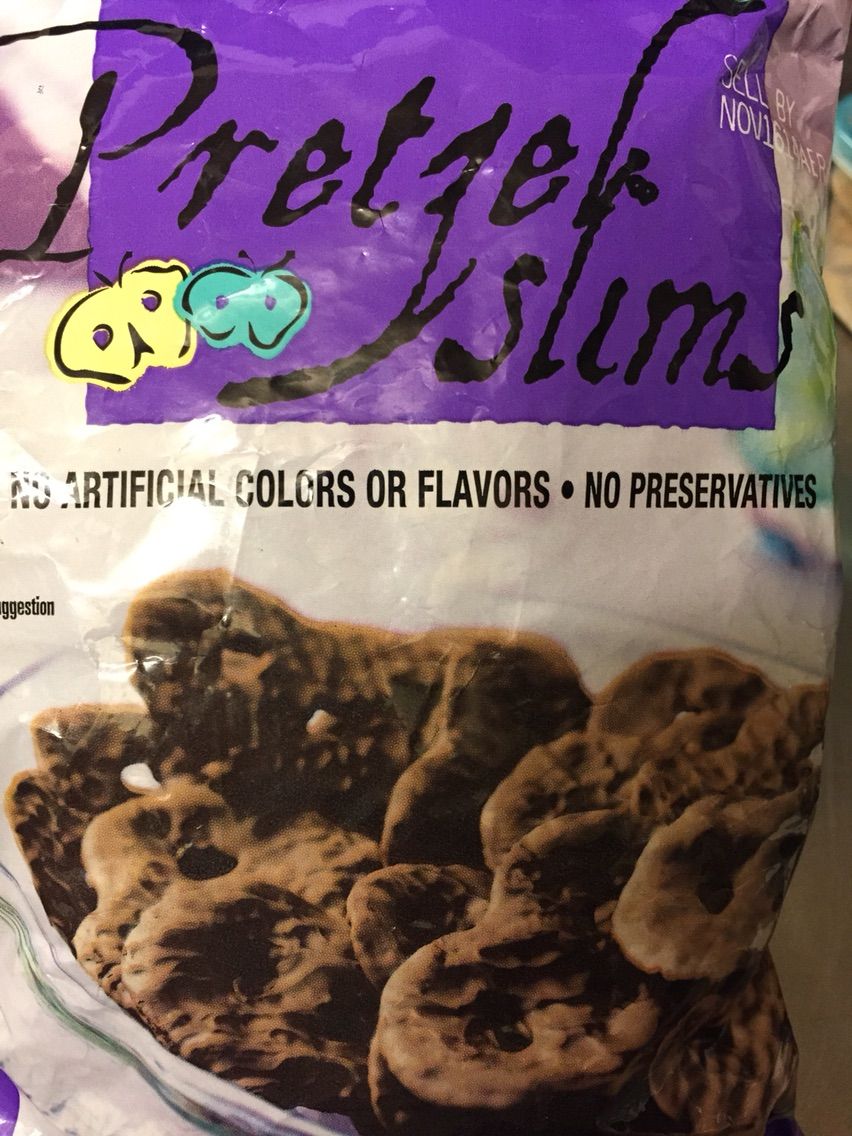 Pretzel
slims
SELL BY
NO ARTIFICIAL COLORS OR FLAVORS • NO PRESERVATIVES